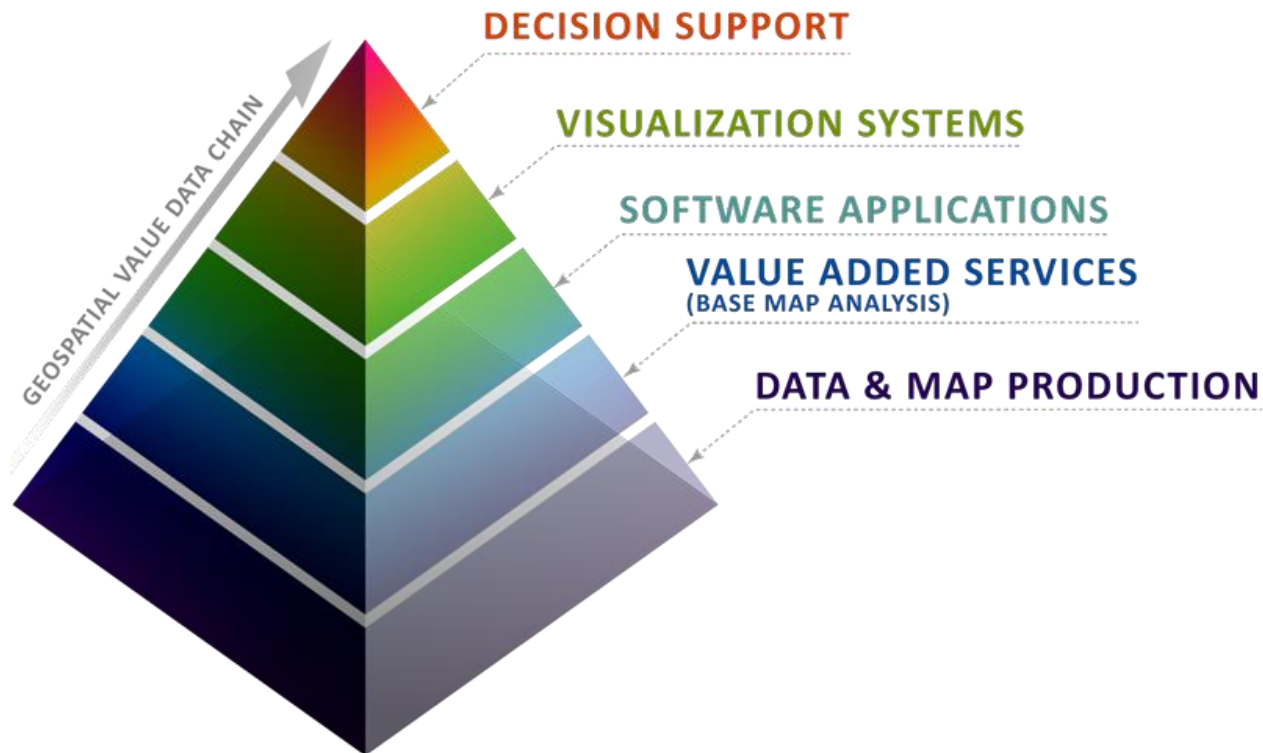 DECISION SUPPORT
VISUALIZATION SYSTEMS
SOFTWARE APPLICATIONS
VALUE ADDED SERVICES
(BASE MAP ANALYSIS)
DATA & MAP PRODUCTION
GEOSPATIAL VALUE DATA CHAIN